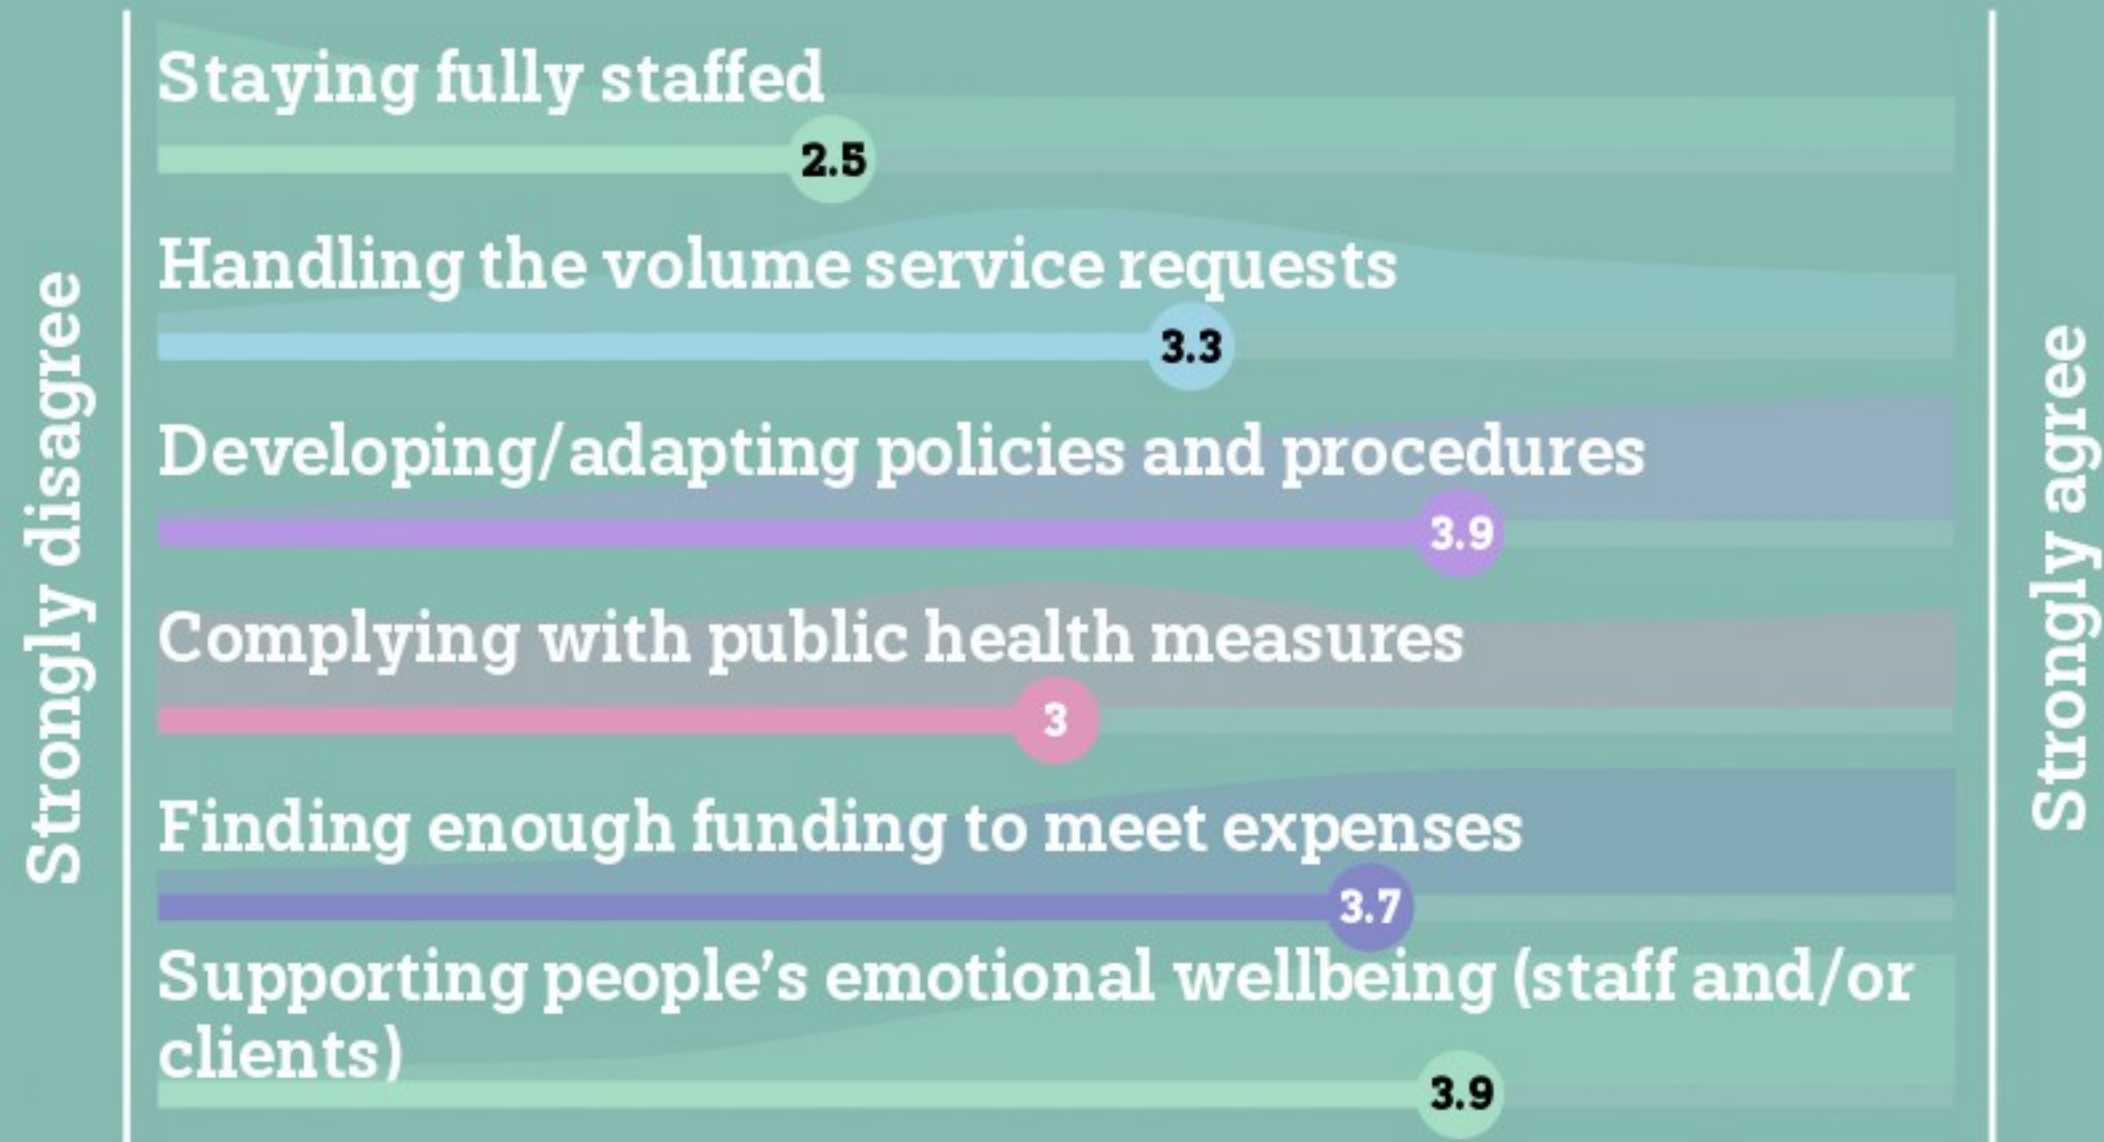 Strongly disagree
Staying fully staffed
2.5
Handling the volume service requests
3.3
Developing/adapting policies and procedures
3.9
Complying with public health measures
3
Finding enough funding to meet expenses
3.7
Supporting people’s emotional wellbeing (staff and/or
clients)
3.9
Strongly agree